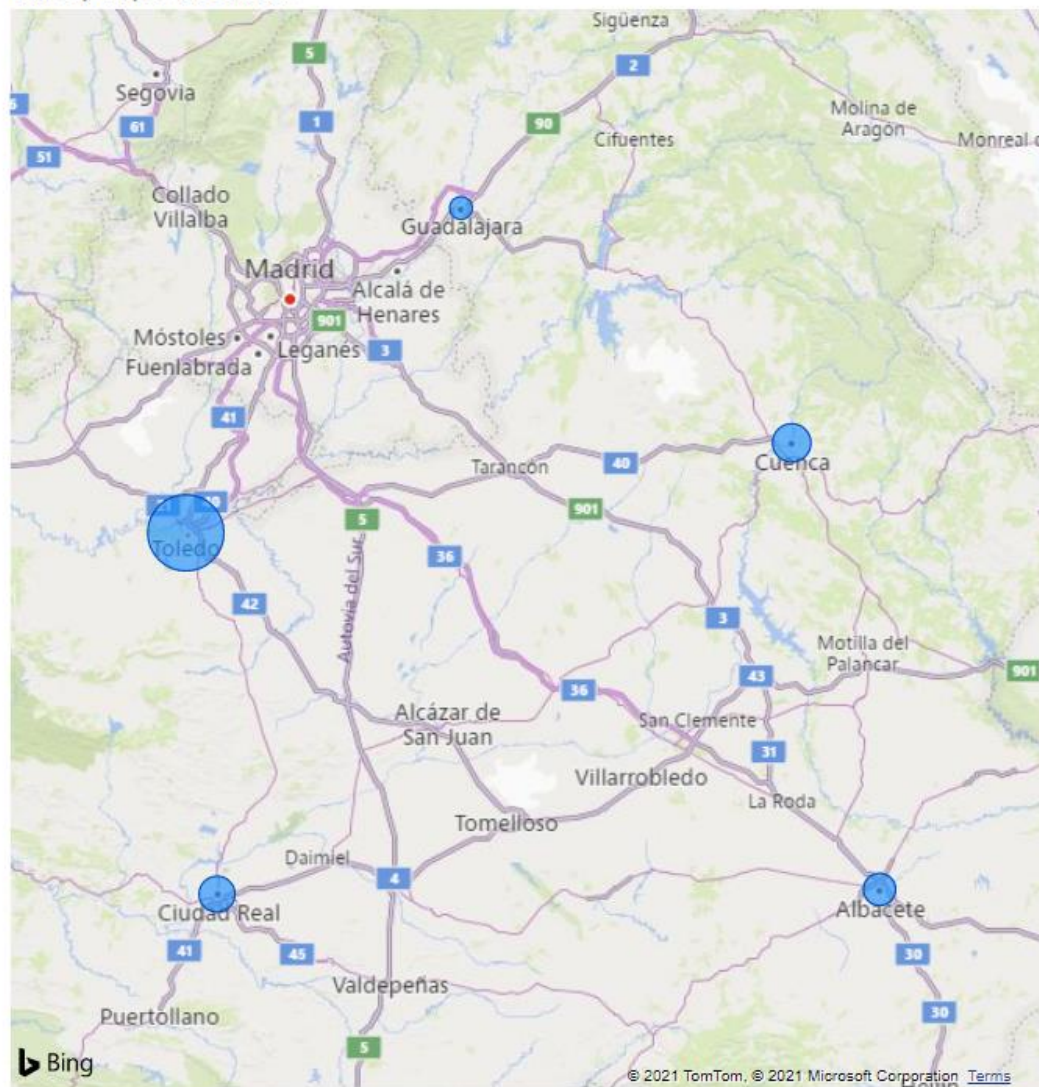 Sigüenza
5
2
Segovia
61
1
90
Molina de
Aragón
Cifuentes
51
Collado
Villalba
Guadalajara
Madrid
Alcalá de
Henares
901
Móstoles
Leganés
3
Fuenlabrada
41
Tarancón
40
Cuenca
901
5
Toledo
36
42
Autovía del Sur
3
Motilla del
Palancar
901
43
36
Alcázar de
San Juan
San Clemente
31
Villarrobledo
La Roda
Tomelloso
Daimiel
4
Ciudad Real
Albacete
41
45
30
Valdepeñas
30
Puertollano
5
Bing
© 2021 TomTom, © 2021 Microsoft Corporation Terms